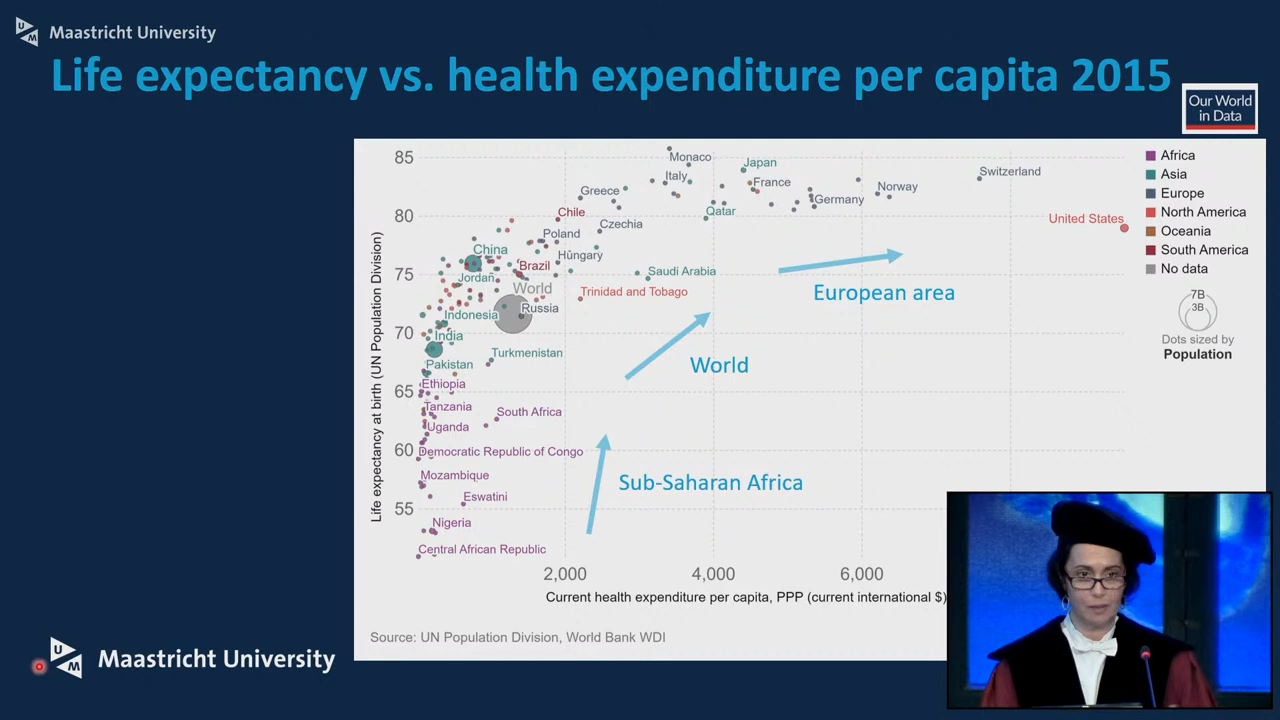 Maastricht University
Life expectancy vs. health expenditure per capita 2015
Our World
in Data
85
80
75
70
65
60
55
Life expectancy at birth (UN Population Division)
Monaco
Japan
Italy
France
Switzerland
Norway
Greece
Germany
Chile
Qatar
United States
Czechia
Poland
China
Hungary
Brazil
Saudi Arabia
Jordan
World
Trinidad and Tobago
Russia
Indonesia
India
Turkmenistan
Pakistan
Ethiopia
Tanzania
South Africa
Uganda
Democratic Republic of Congo
Mozambique
Eswatini
Nigeria
Central African Republic
European area
World
Sub-Saharan Africa
2,000
4,000
6,000
Current health expenditure per capita, PPP (current international $)
Source: UN Population Division, World Bank WDI
Africa
Asia
Europe
North America
Oceania
South America
No data
7B
3B
Dots sized by
Population
UM
Maastricht University